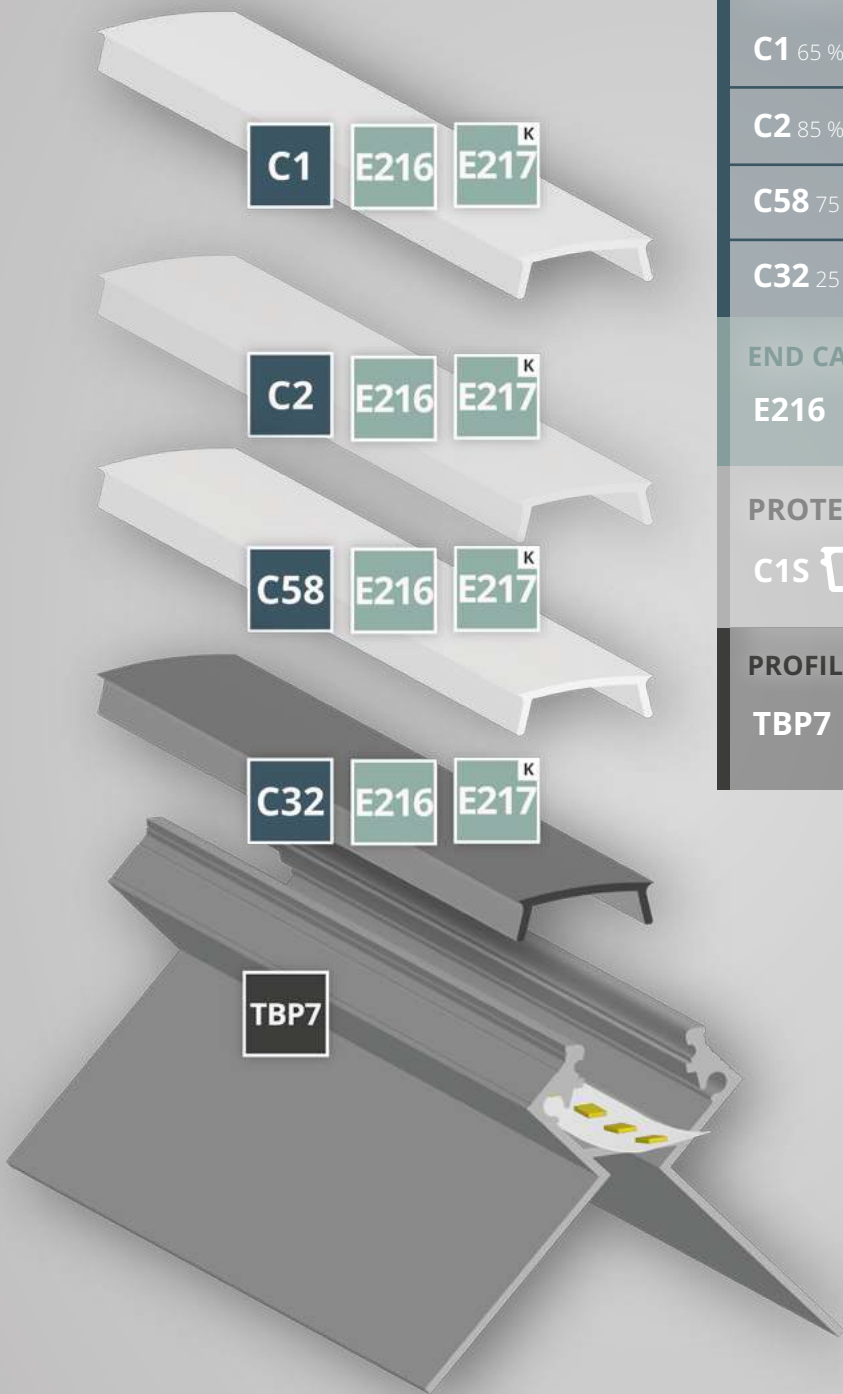 C1 E216 E217 K
C2 E216 E217 K
C58 E216 E217 K
C32 E216 E217 K
TBP7
C1 65 %
C2 85 %
C58 75
C32 25
END CA
E216
PROTE
C1S
PROFIL
TBP7